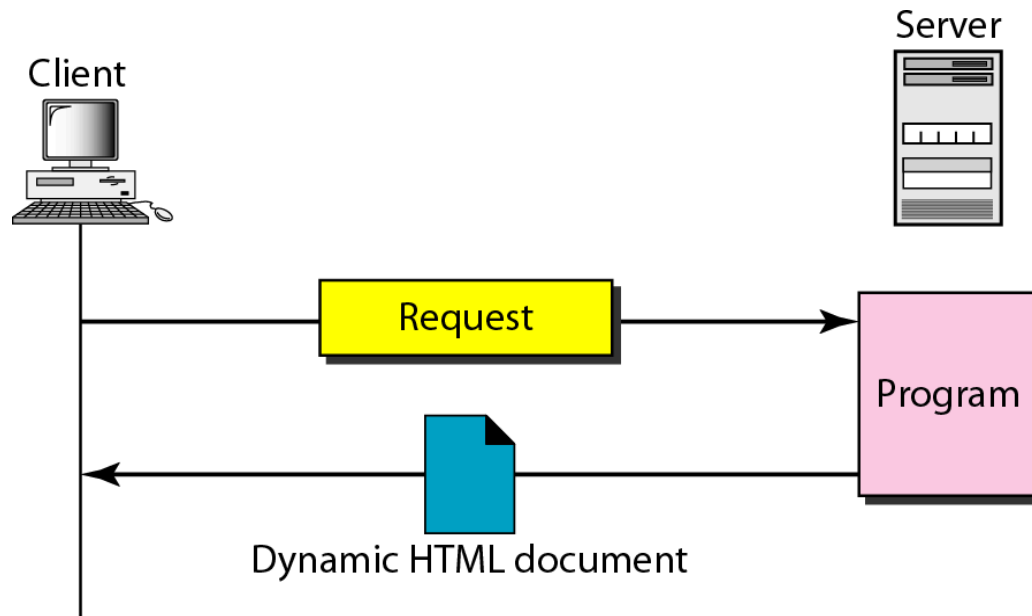 Server
Client
Request
Program
Dynamic HTML document